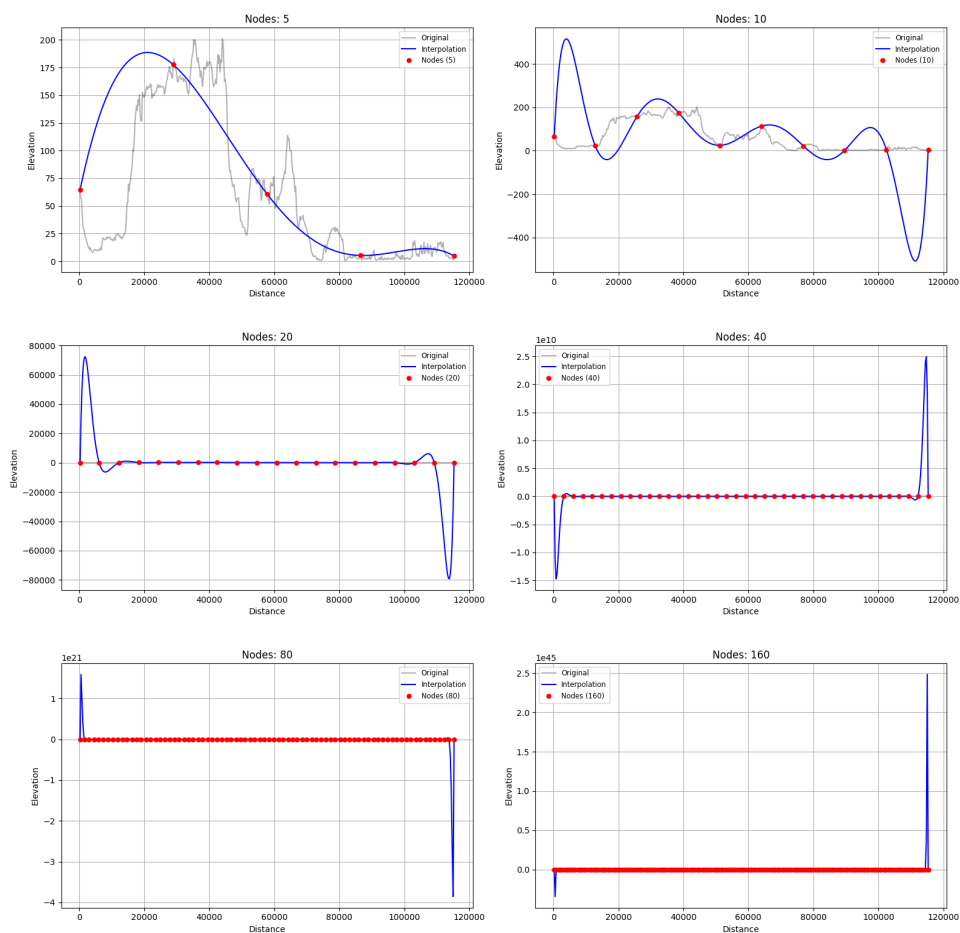 Nodes: 5
200
175
150
125
100
75
50
25
0
Elevation
Original
Interpolation
Nodes (5)
0 20000 40000 60000 80000 100000 120000
Distance
Nodes: 10
400
200
0
−200
−400
Elevation
Original
Interpolation
Nodes (10)
0 20000 40000 60000 80000 100000 120000
Distance
Nodes: 20
80000
60000
40000
20000
0
−20000
−40000
−60000
−80000
Elevation
Original
Interpolation
Nodes (20)
0 20000 40000 60000 80000 100000 120000
Distance
Nodes: 40
1e10
2.5
2.0
1.5
1.0
0.5
0.0
−0.5
−1.0
−1.5
Elevation
Original
Interpolation
Nodes (40)
0 20000 40000 60000 80000 100000 120000
Distance
Nodes: 80
1e21
1
0
−1
−2
−3
−4
Elevation
Original
Interpolation
Nodes (80)
0 20000 40000 60000 80000 100000 120000
Distance
Nodes: 160
1e45
2.5
2.0
1.5
1.0
0.5
0.0
Elevation
Original
Interpolation
Nodes (160)
0 20000 40000 60000 80000 100000 120000
Distance